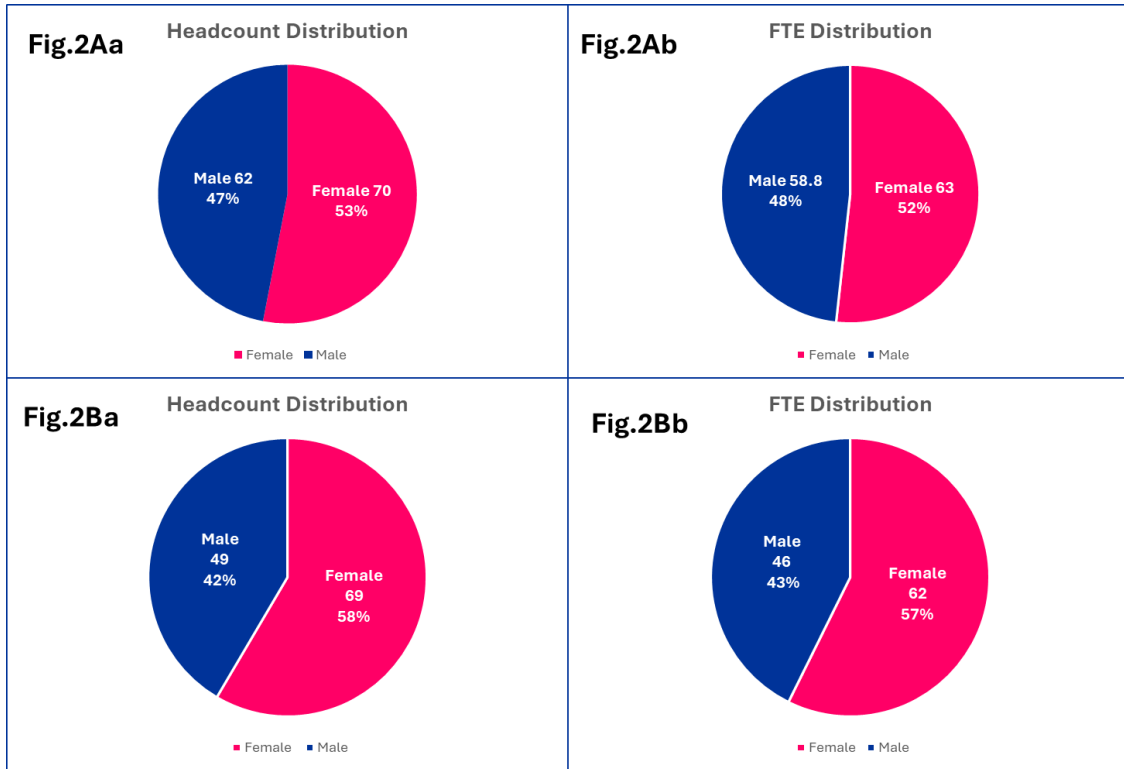 Fig.2Aa
Headcount Distribution
Male 62
47%
Female 70
53%
Female Male
Fig.2Ab
FTE Distribution
Male 58.8
48%
Female 63
52%
Female Male
Fig.2Ba
Headcount Distribution
Male
49
42%
Female
69
58%
Female Male
Fig.2Bb
FTE Distribution
Male
46
43%
Female
62
57%
Female Male